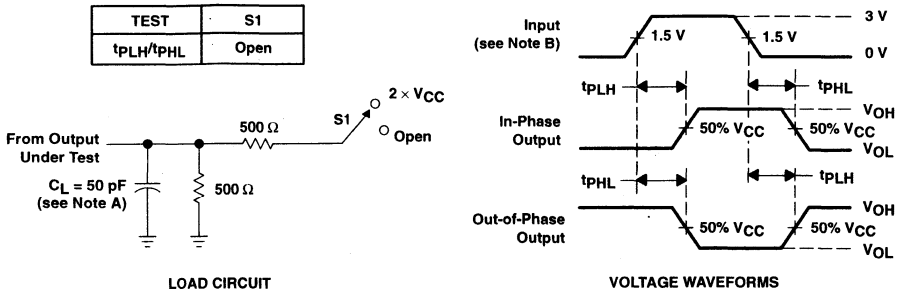 TEST S1
tPLH/tPHL Open
2 × VCC
S1
500 Ω
Open
From Output
Under Test
CL = 50 pF
(see Note A)
500 Ω
LOAD CIRCUIT
Input
(see Note B)
1.5 V
1.5 V
3 V
0 V
tPLH
tPHL
In-Phase
Output
50% VCC
50% VCC
VOH
VOL
tPHL
tPLH
Out-of-Phase
Output
50% VCC
50% VCC
VOH
VOL
VOLTAGE WAVEFORMS